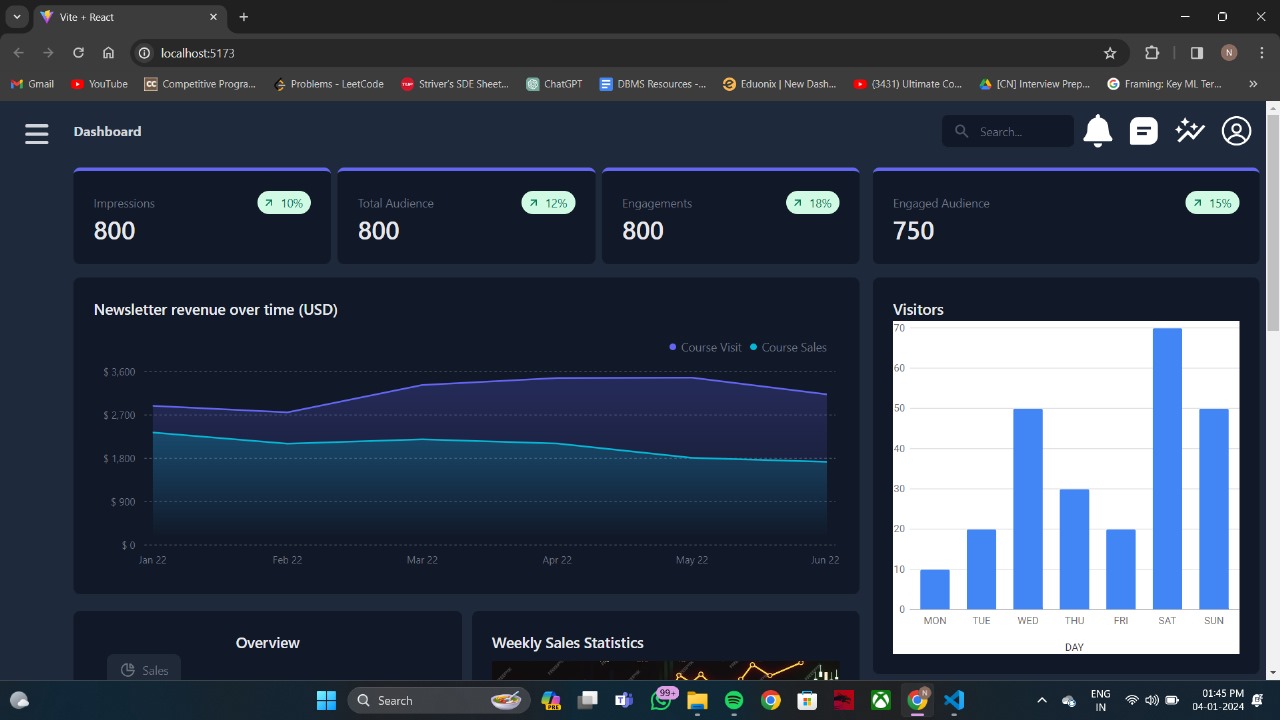 Vite + React
localhost:5173
N
Gmail
YouTube
Competitive Progra...
Problems - LeetCode
Striver's SDE Sheet...
ChatGPT
DBMS Resources -...
Eduonix | New Dash...
(3431) Ultimate Co...
[CN] Interview Prep...
Framing: Key ML Ter...
Dashboard
Search...
Impressions
10%
800
Total Audience
12%
800
Engagements
18%
800
Engaged Audience
15%
750
Newsletter revenue over time (USD)
Course Visit
Course Sales
$ 3,600
$ 2,700
$ 1,800
$ 900
$ 0
Jan 22
Feb 22
Mar 22
Apr 22
May 22
Jun 22
Visitors
70
60
50
40
30
20
10
0
MON
TUE
WED
THU
FRI
SAT
SUN
DAY
Overview
Sales
Weekly Sales Statistics
Search
PRE
99+
N
ENG
IN
01:45 PM
04-01-2024